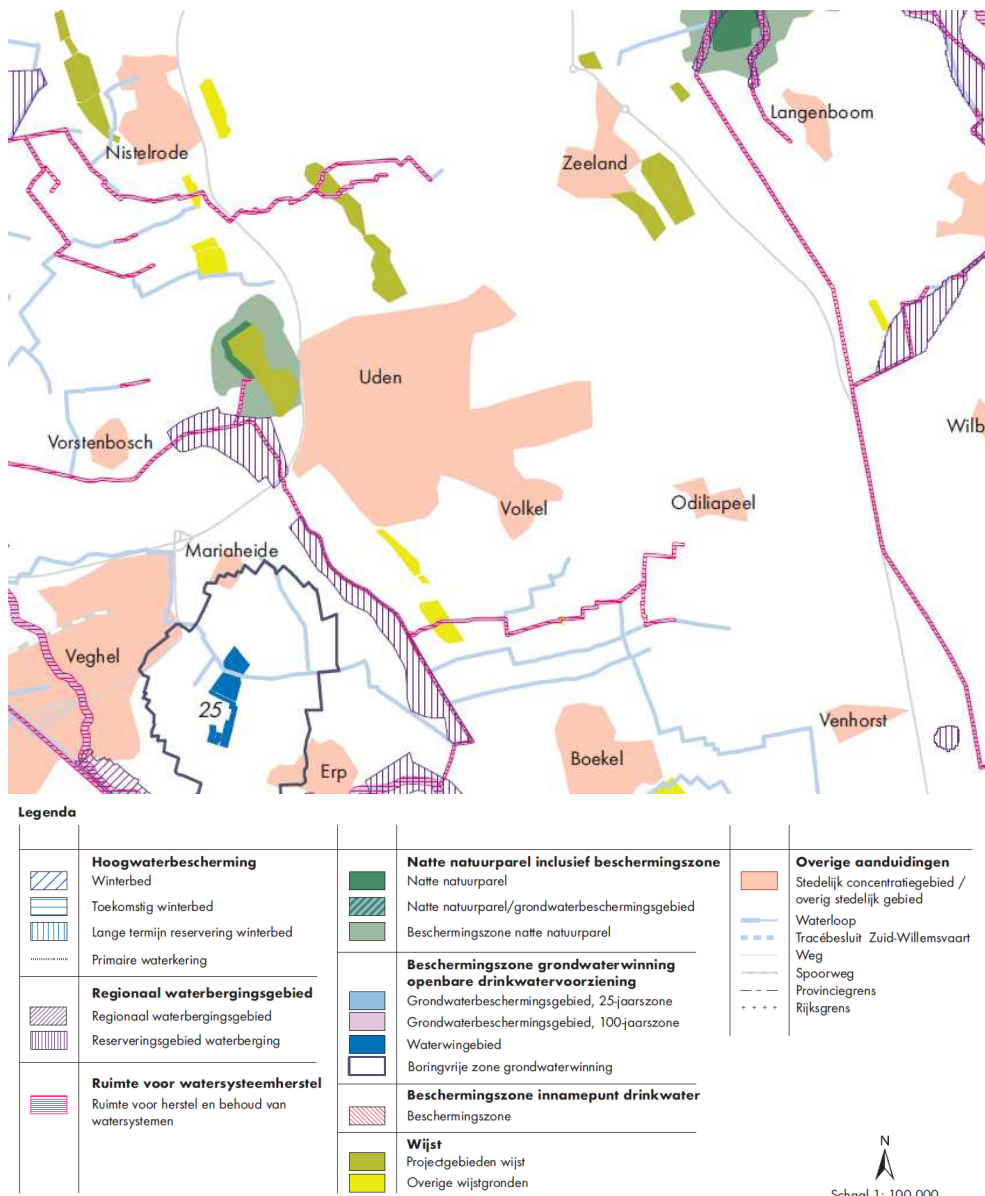 Langenboom
Nistelrode
Zeeland
Uden
Wilb
Vorstenbosch
Volkel
Odiliapeel
Mariaheide
Veghel
25
Venhorst
Boekel
Erp
Legenda
Hoogwaterbescherming
Winterbed
Toekomstig winterbed
Lange termijn reservering winterbed
Primaire waterkering
Regionaal waterbergingsgebied
Regionaal waterbergingsgebied
Reserveringsgebied waterberging
Ruimte voor watersysteemherstel
Ruimte voor herstel en behoud van
watersystemen
Natte natuurparel inclusief beschermingszone
Natte natuurparel
Natte natuurparel/grondwaterbeschermingsgebied
Beschermingszone natte natuurparel
Beschermingszone grondwaterwinning
openbare drinkwatervoorziening
Grondwaterbeschermingsgebied, 25-jaarszone
Grondwaterbeschermingsgebied, 100-jaarszone
Waterwingebied
Boringvrije zone grondwaterwinning
Beschermingszone innamepunt drinkwater
Beschermingszone
Wijst
Projectgebieden wijst
Overige wijstgronden
Overige aanduidingen
Stedelijk concentratiegebied /
overig stedelijk gebied
Waterloop
Tracébesluit Zuid-Willemsvaart
Weg
Spoorweg
Provinciegrens
Rijksgrens
N
Schaal 1: 100.000